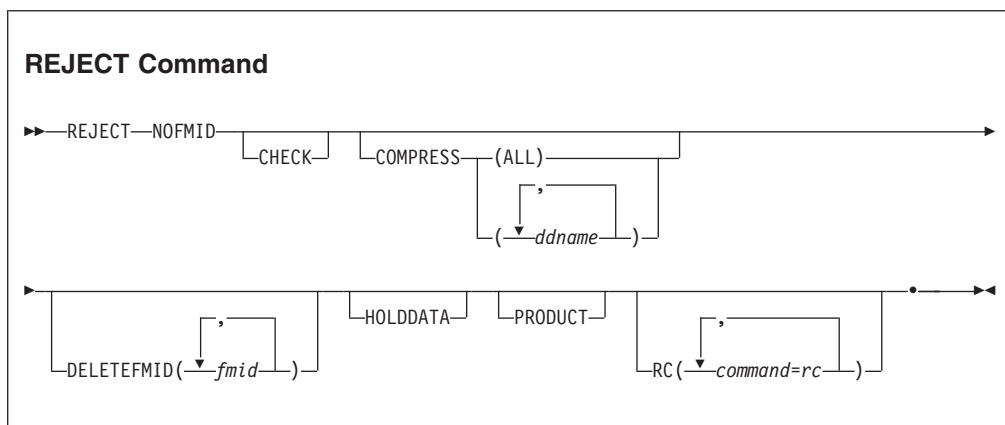 REJECT Command
REJECT NOFMID
CHECK
COMPRESS (ALL)
,
( ddname )
,
DELETEFMID( fmid )
HOLDDATA
PRODUCT
,
RC( command=rc )
.